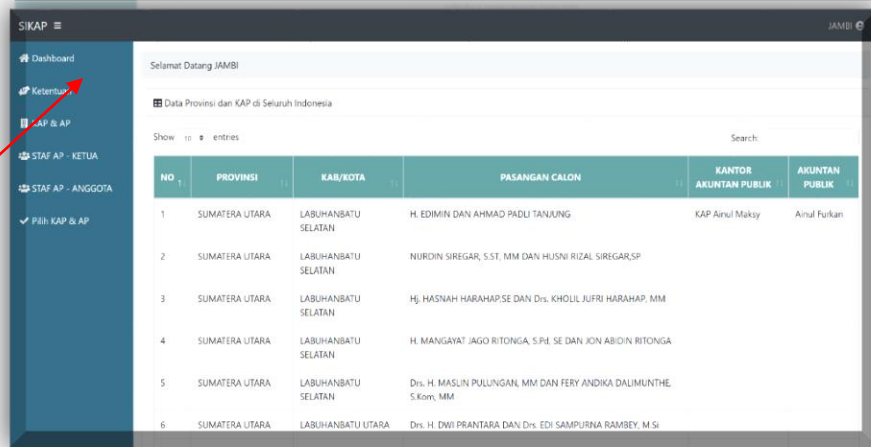 SIKAP
JAMBI
Dashboard
Ketentuan
KAP & AP
STAF AP - KETUA
STAF AP - ANGGOTA
Pilih KAP & AP
Selamat Datang JAMBI
Data Provinsi dan KAP di Seluruh Indonesia
Show 10 entries
Search:
NO PROVINSI KAB/KOTA PASANGAN CALON KANTOR AKUNTAN PUBLIK AKUNTAN PUBLIK
1 SUMATERA UTARA LABUHANBATU SELATAN H. EDIMIN DAN AHMAD PADLI TANJUNG KAP Ainul Maksy Ainul Furkan
2 SUMATERA UTARA LABUHANBATU SELATAN NURDIN SIREGAR, S.ST, MM DAN HUSNI RIZAL SIREGAR,SP
3 SUMATERA UTARA LABUHANBATU SELATAN Hj. HASNAH HARAHAP,SE DAN Drs. KHOLIL JUFRI HARAHAP, MM
4 SUMATERA UTARA LABUHANBATU SELATAN H. MANGAYAT JAGO RITONGA, S.Pd, SE DAN JON ABIDIN RITONGA
5 SUMATERA UTARA LABUHANBATU SELATAN Drs. H. MASLIN PULUNGAN, MM DAN FERY ANDIKA DALIMUNTHE, S.Kom, MM
6 SUMATERA UTARA LABUHANBATU UTARA Drs. H. DWI PRANTARA DAN Drs. EDI SAMPURNA RAMBEY, M.Si